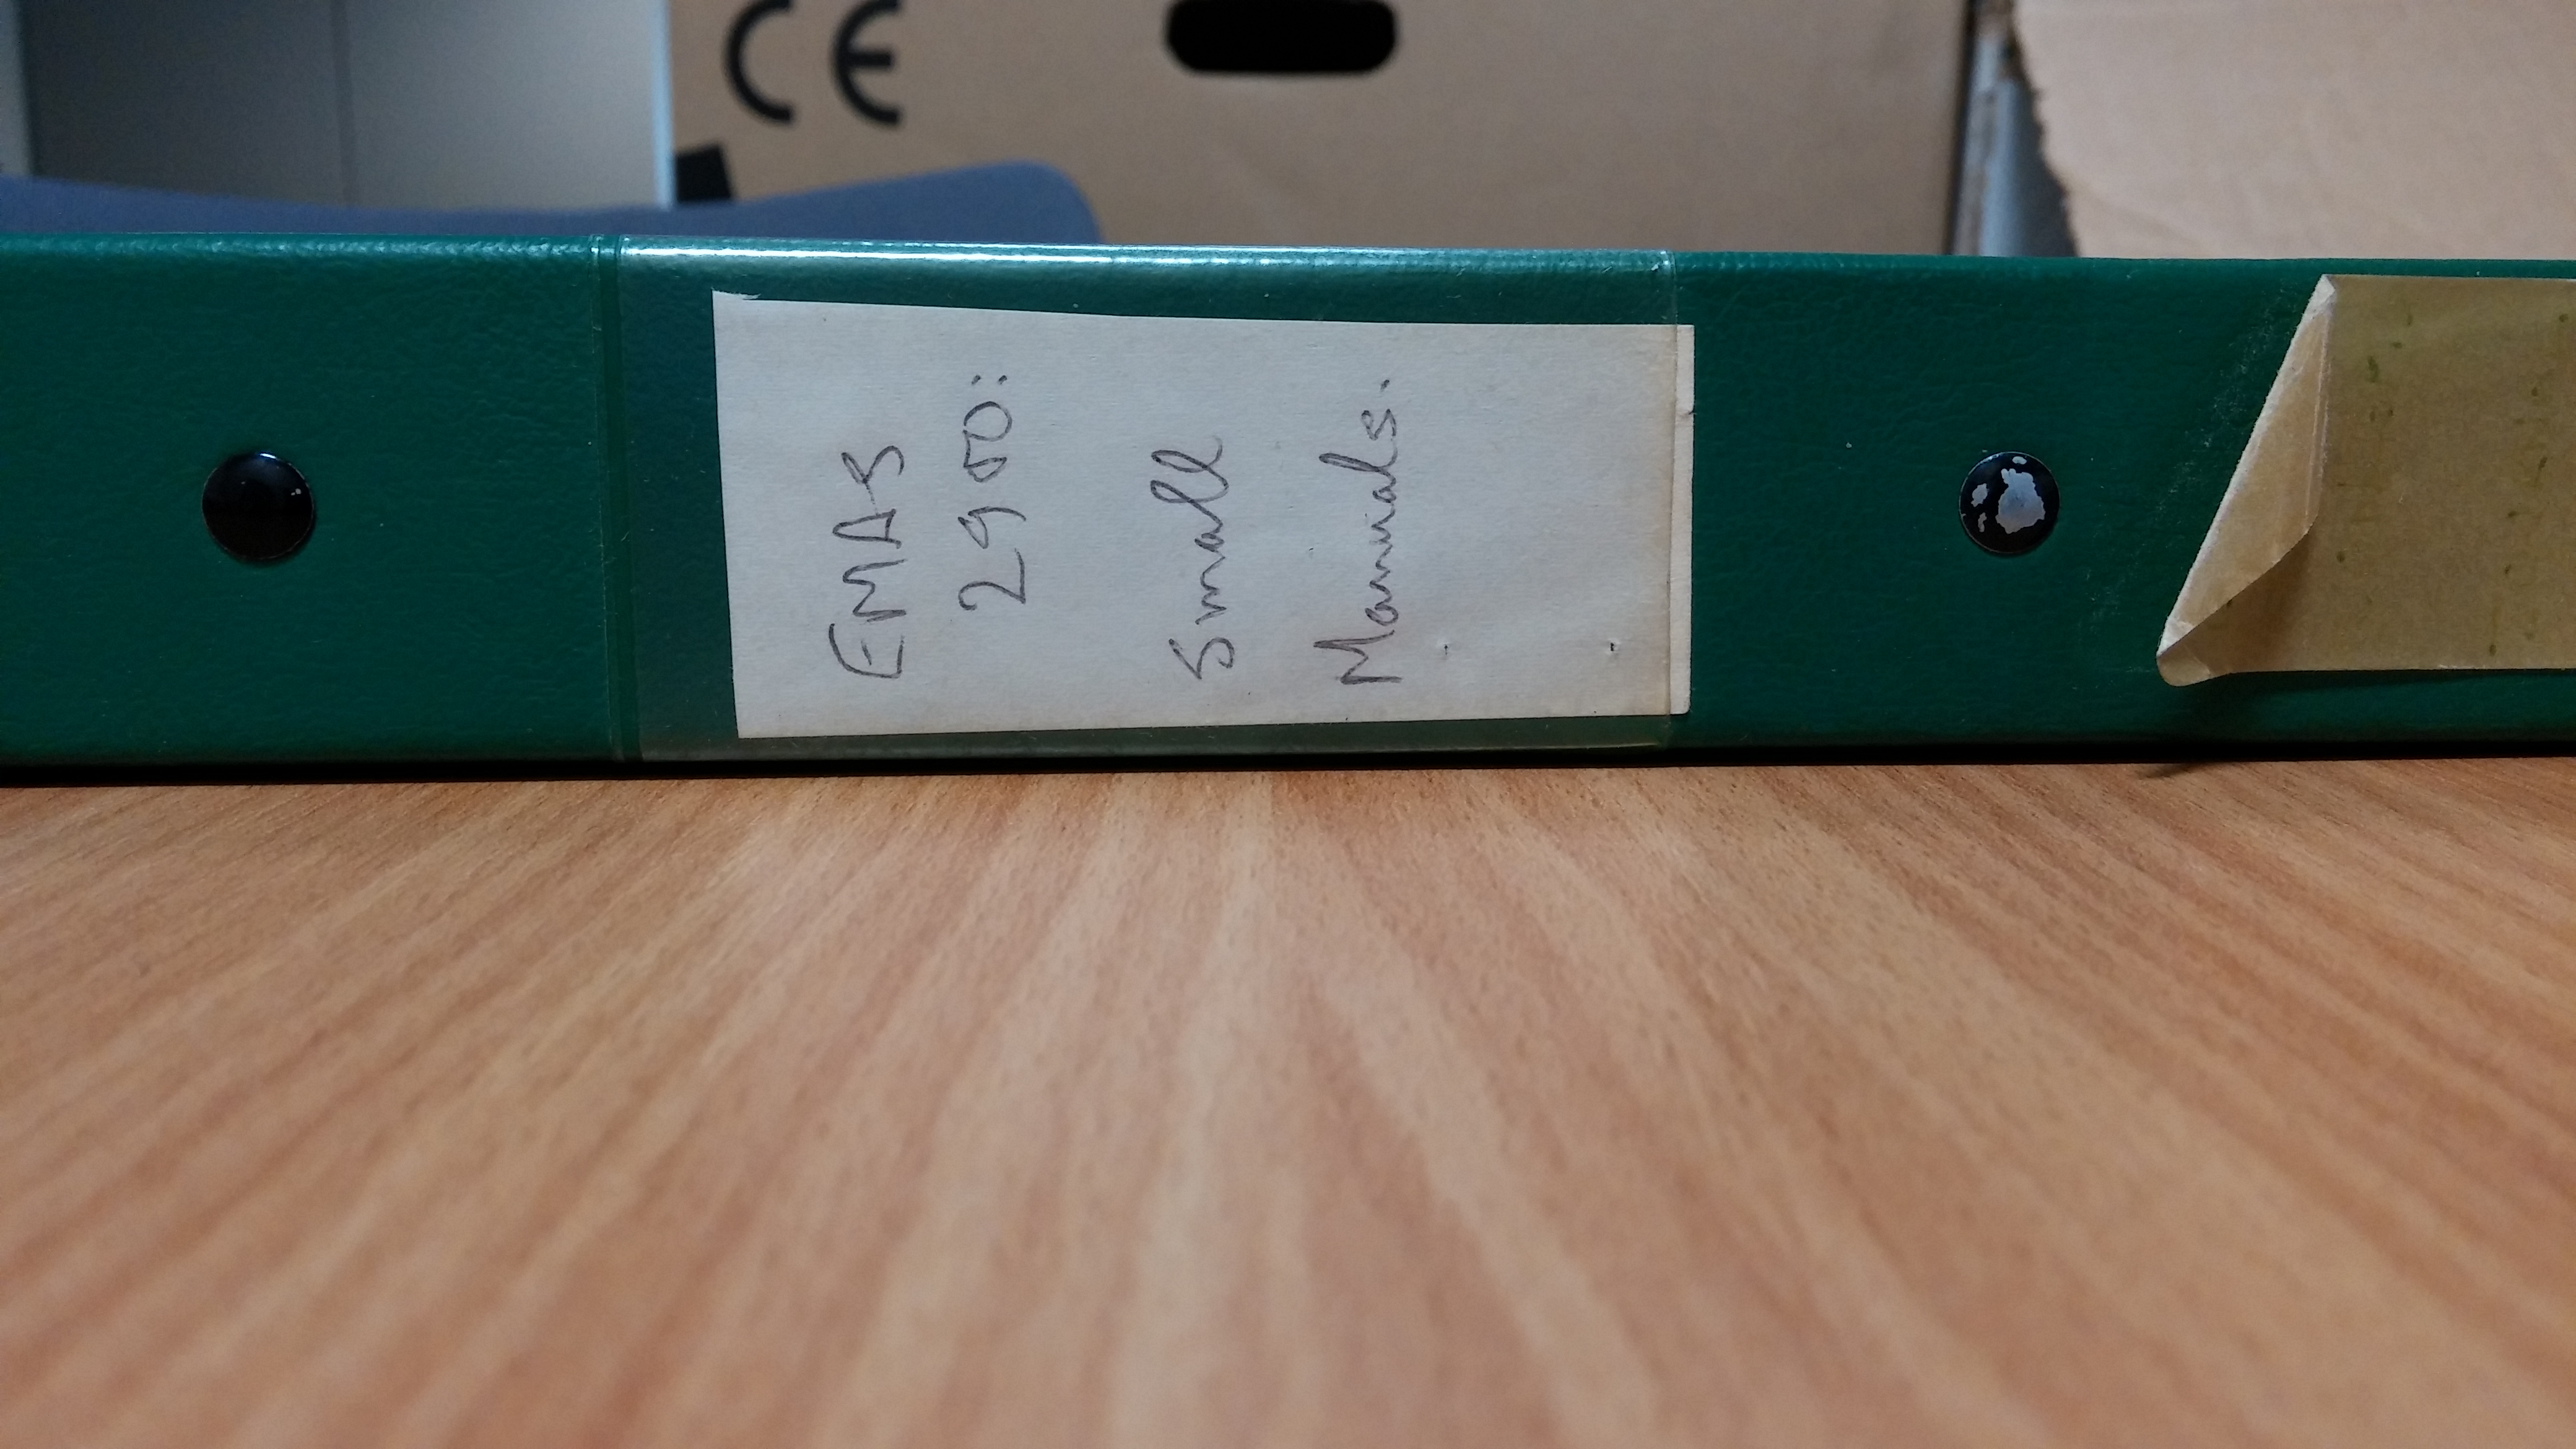 CE
EMAS
2900:
Small
Manuals.